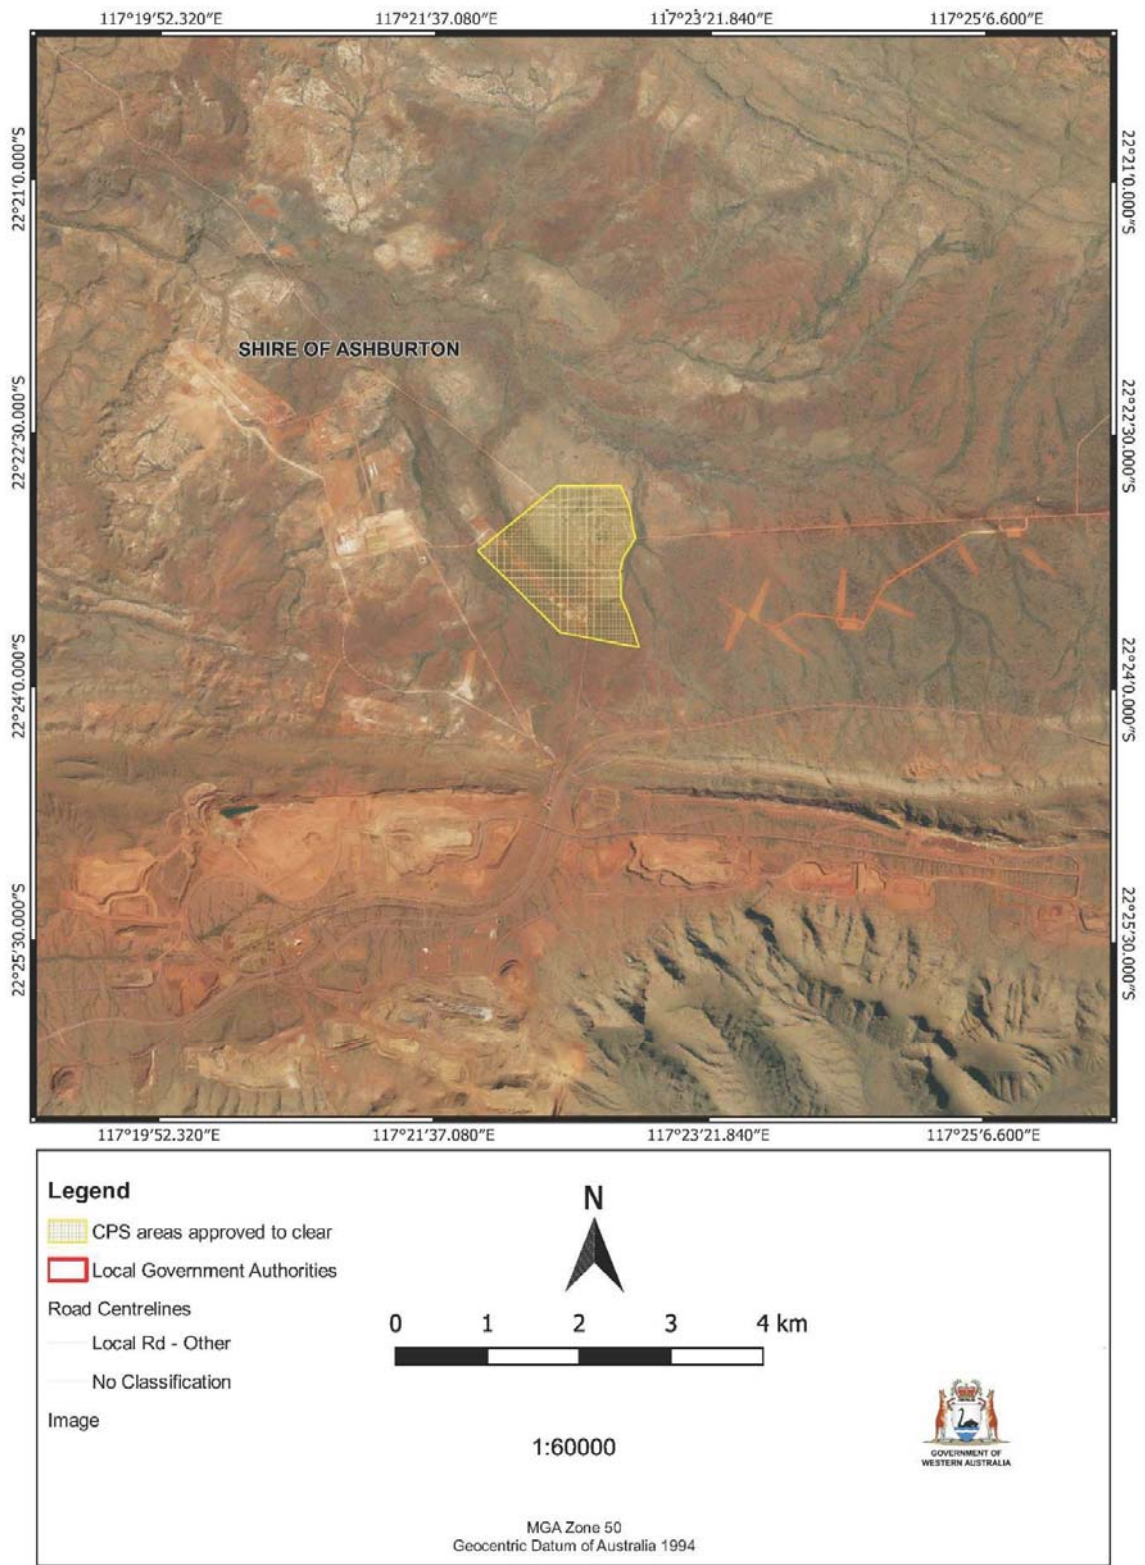 117°19′52.320″E 117°21′37.080″E 117°23′21.840″E 117°25′6.600″E
22°21′0.000″S
22°21′0.000″S
SHIRE OF ASHBURTON
22°22′30.000″S
22°22′30.000″S
22°24′0.000″S
22°24′0.000″S
22°25′30.000″S
22°25′30.000″S
117°19′52.320″E 117°21′37.080″E 117°23′21.840″E 117°25′6.600″E
Legend
CPS areas approved to clear
Local Government Authorities
Road Centrelines
Local Rd - Other
No Classification
Image
N
0 1 2 3 4 km
1:60000
GOVERNMENT OF
WESTERN AUSTRALIA
MGA Zone 50
Geocentric Datum of Australia 1994